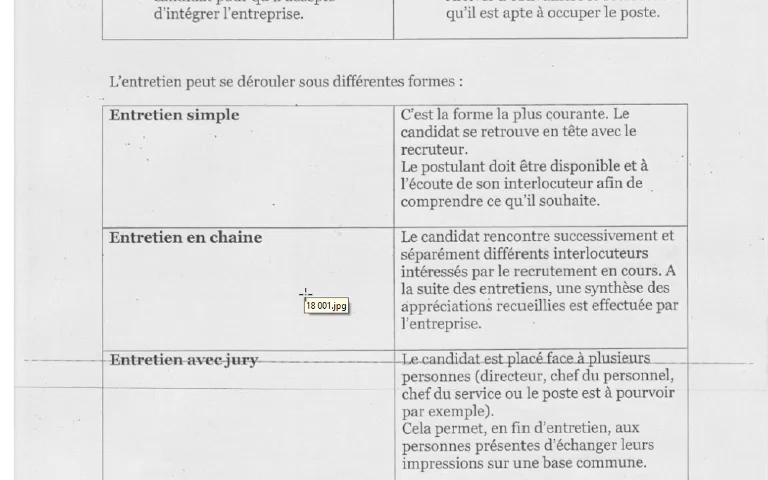 d'intégrer l'entreprise.
qu'il est apte à occuper le poste.
L'entretien peut se dérouler sous différentes formes :
Entretien simple
C'est la forme la plus courante. Le
candidat se retrouve en tête avec le
recruteur.
Le postulant doit être disponible et à
l'écoute de son interlocuteur afin de
comprendre ce qu'il souhaite.
Entretien en chaine
Le candidat rencontre successivement et
séparément différents interlocuteurs
intéressés par le recrutement en cours. A
la suite des entretiens, une synthèse des
appréciations recueillies est effectuée par
l'entreprise.
18 001.jpg
Entretien avec jury
Le candidat est placé face à plusieurs
personnes (directeur, chef du personnel,
chef du service ou le poste est à pourvoir
par exemple).
Cela permet, en fin d'entretien, aux
personnes présentes d'échanger leurs
impressions sur une base commune.